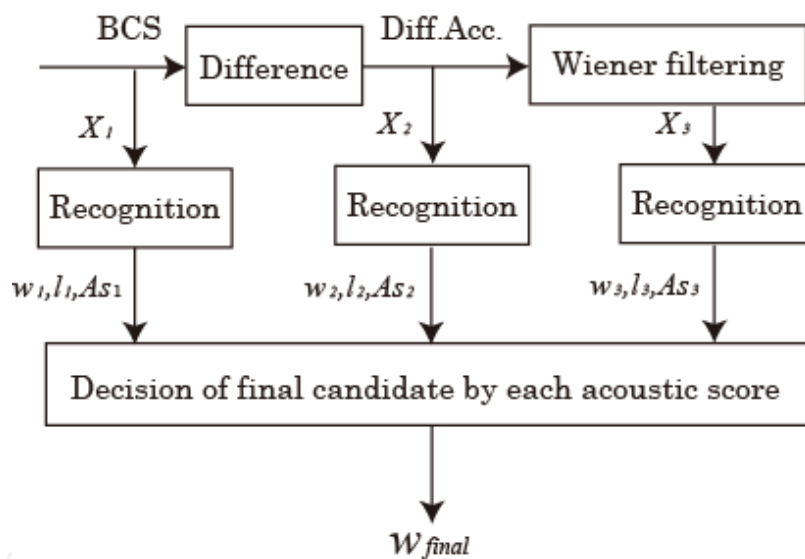 BCS
Difference
Diff.Acc.
Wiener filtering
X₁
X₂
X₃
Recognition
Recognition
Recognition
w₁,l₁,As₁
w₂,l₂,As₂
w₃,l₃,As₃
Decision of final candidate by each acoustic score
w_final